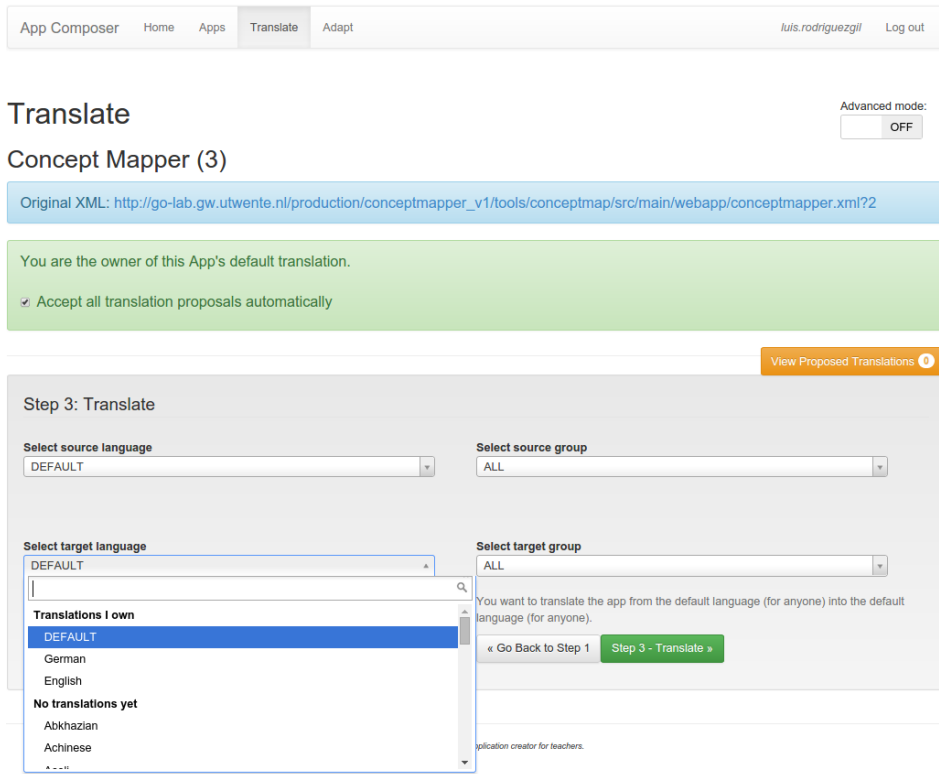 App Composer Home Apps Translate Adapt luis.rodriguezgil Log out
Translate
Advanced mode:
OFF
Concept Mapper (3)
Original XML: http://go-lab.gw.utwente.nl/production/conceptmapper_v1/tools/conceptmap/src/main/webapp/conceptmapper.xml?2
You are the owner of this App's default translation.
Accept all translation proposals automatically
View Proposed Translations 0
Step 3: Translate
Select source language Select source group
DEFAULT ALL
Select target language Select target group
DEFAULT ALL
Translations I own
DEFAULT
German
English
No translations yet
Abkhazian
Achinese
You want to translate the app from the default language (for anyone) into the default
language (for anyone).
« Go Back to Step 1 Step 3 - Translate »
creator for teachers.